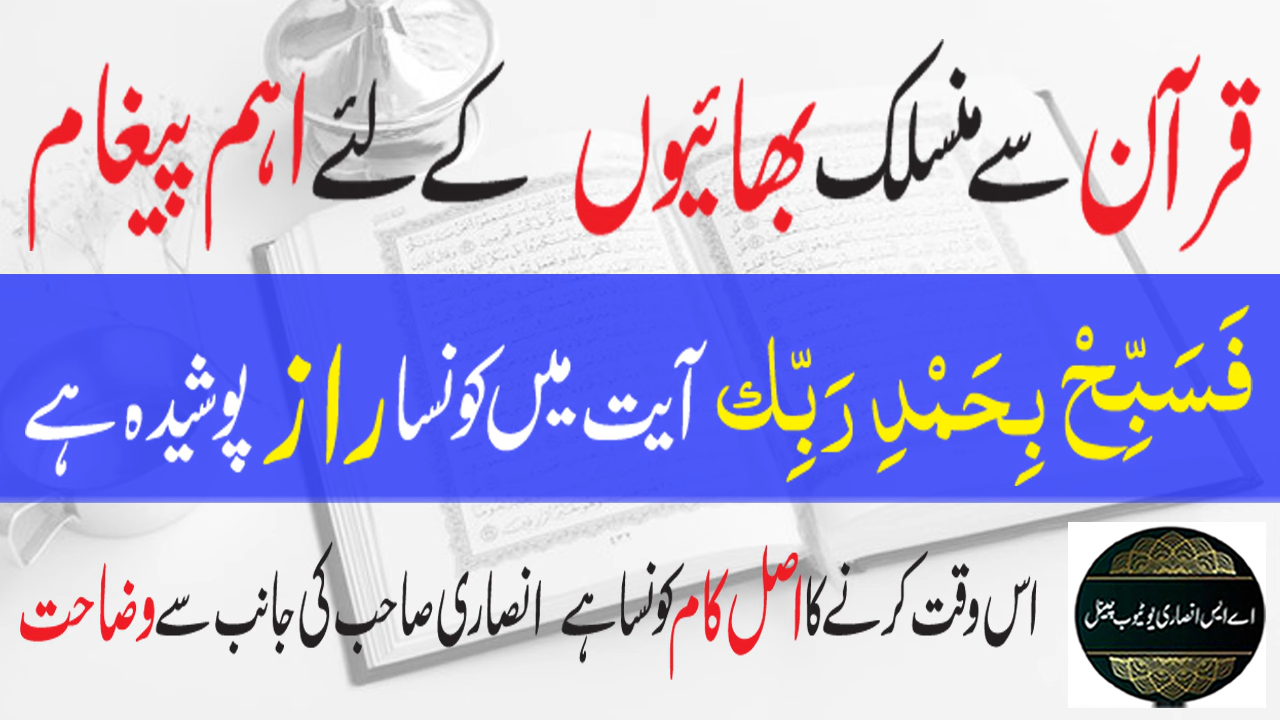 قرآن سے منسلک بھائیوں کے لئے اہم پیغام
فَسَبِّحْ بِحَمْدِ رَبِّكَ آیت میں کونسا راز پوشیدہ ہے
اس وقت کرنے کا اصل کام کونسا ہے انصاری صاحب کی جانب سے وضاحت
اے ایس انصاری یوٹیوب چینل